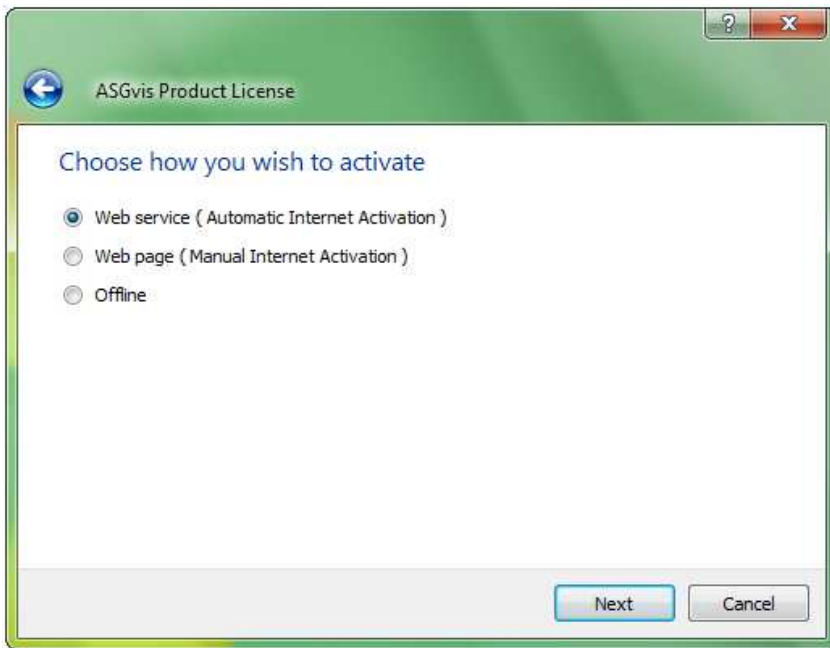 ASGvis Product License
Choose how you wish to activate
Web service ( Automatic Internet Activation )
Web page ( Manual Internet Activation )
Offline
Next Cancel